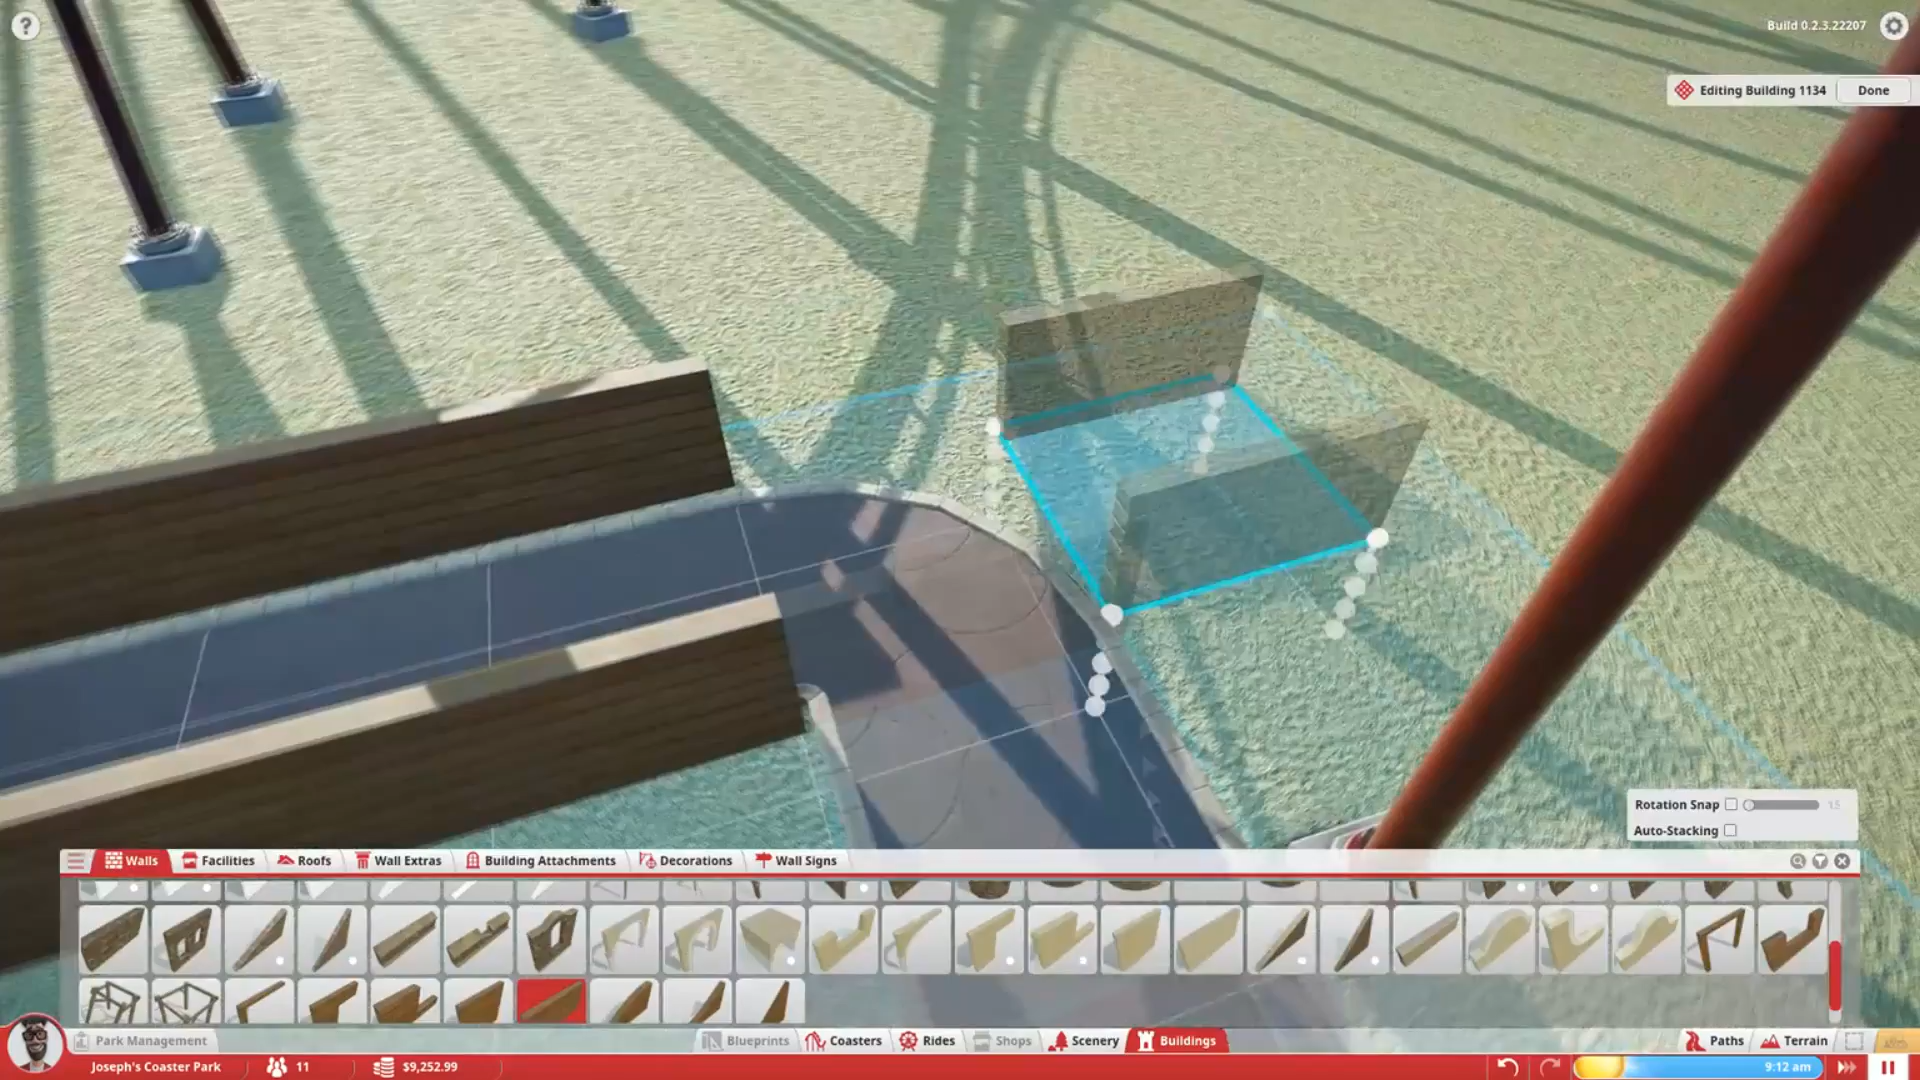 ?
Build 0.2.3.22207
Editing Building 1134 Done
Rotation Snap 15
Auto-Stacking
Walls Facilities Roofs Wall Extras Building Attachments Decorations Wall Signs
Park Management Blueprints Coasters Rides Shops Scenery Buildings Paths Terrain
Joseph's Coaster Park 11 $9,252.99 9:12 am